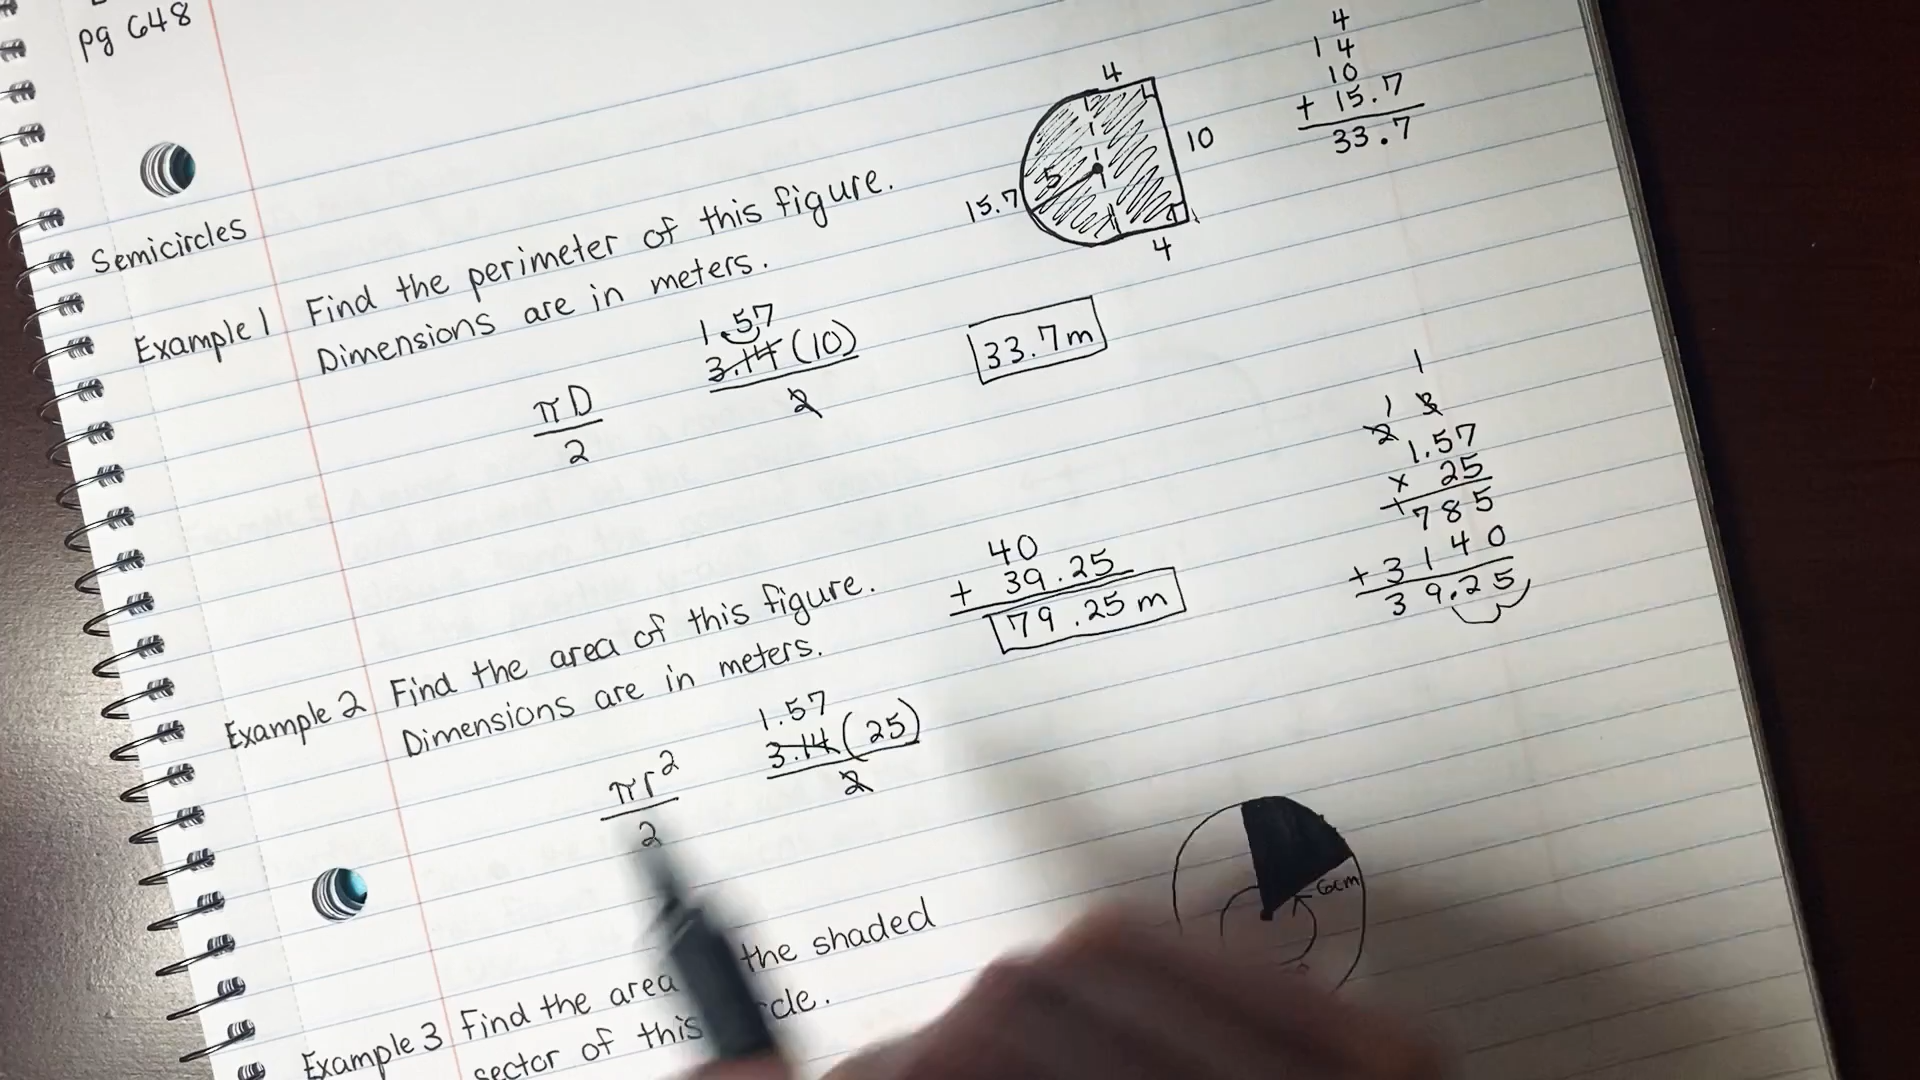 pg 648
4
14
10
+ 15.7
33.7
4
10
5
15.7
4
Semicircles
Example 1 Find the perimeter of this figure.
Dimensions are in meters.
πD
2
1.57
3.14 (10)
2
33.7m
1
1 3
2
1.57
x 25
+785
+3140
39.25
Example 2 Find the area of this figure.
Dimensions are in meters.
40
+ 39.25
79.25 m
πr²
2
1.57
3.14 (25)
2
6cm
Example 3 Find the area the shaded
sector of this